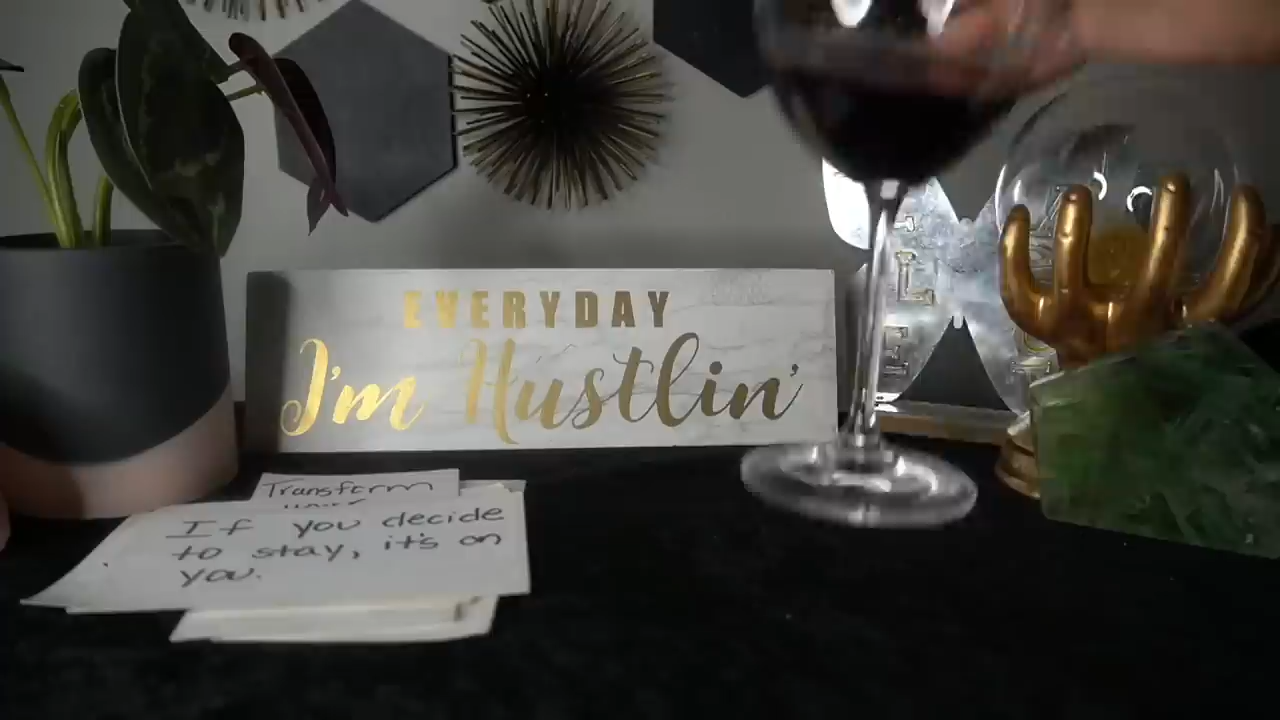 EVERYDAY
I'm Hustlin'
Transform
If you decide
to stay, it's on
you.